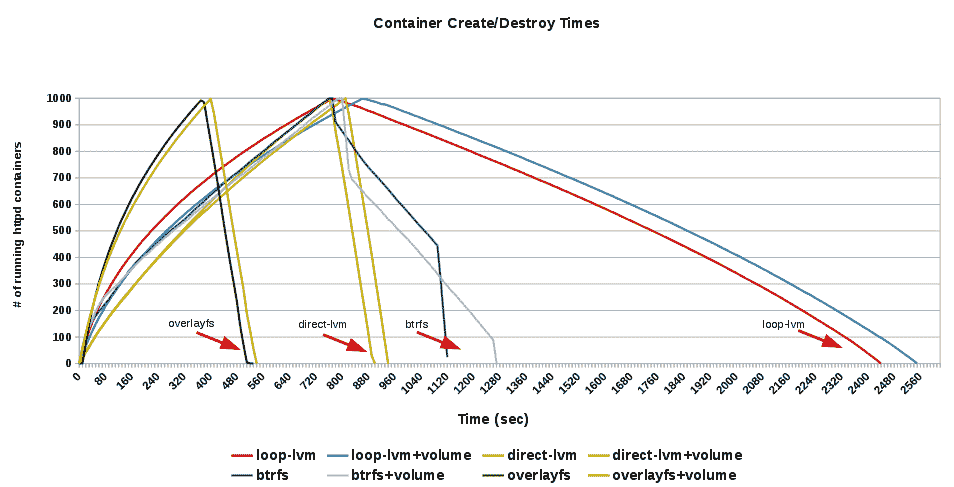 Container Create/Destroy Times
# of running httpd containers
1000
900
800
700
600
500
400
300
200
100
0
overlayfs
direct-lvm
btrfs
loop-lvm
0 80 160 240 320 400 480 560 640 720 800 880 960 1040 1120 1200 1280 1360 1440 1520 1600 1680 1760 1840 1920 2000 2080 2160 2240 2320 2400 2480 2560
Time (sec)
loop-lvm loop-lvm+volume direct-lvm direct-lvm+volume
btrfs btrfs+volume overlayfs overlayfs+volume